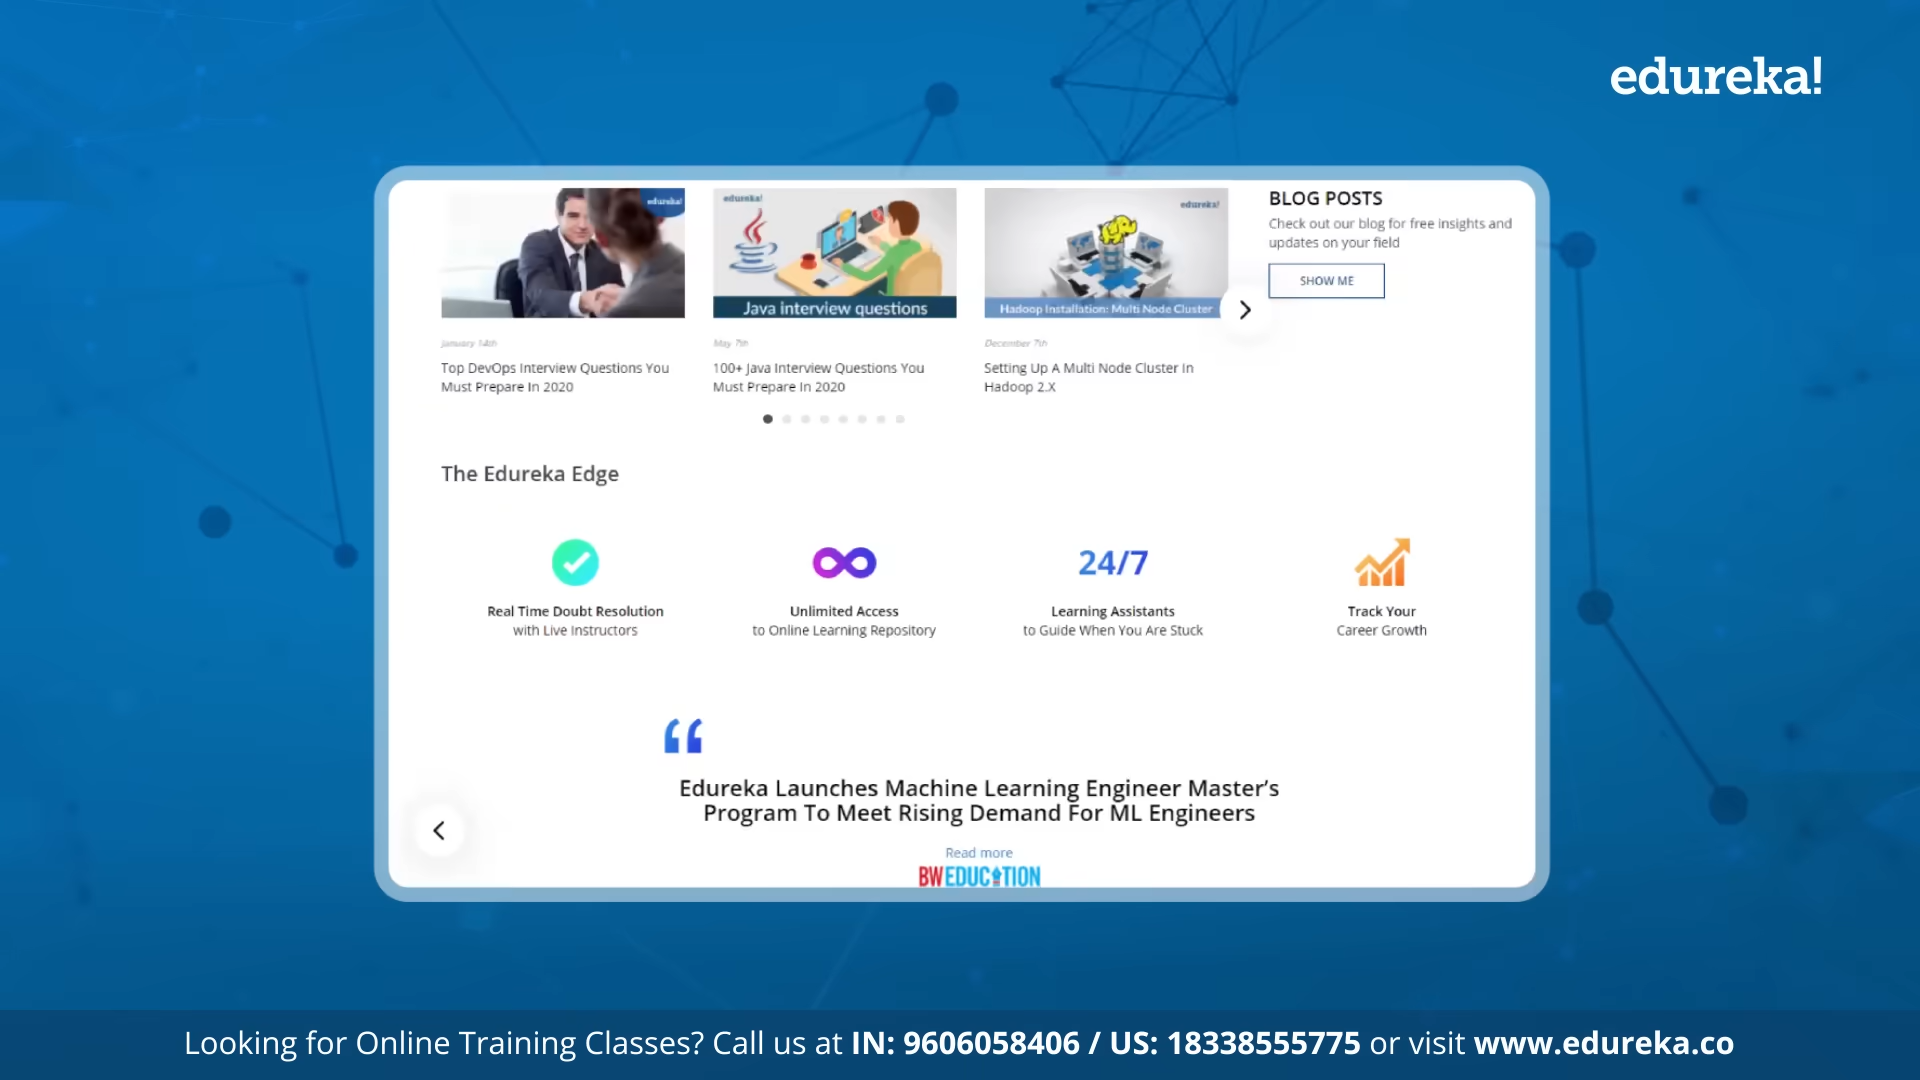 edureka!
edureka!
edureka!
Java interview questions
edureka!
Hadoop Installation: Multi Node Cluster
BLOG POSTS
Check out our blog for free insights and
updates on your field
SHOW ME
January 14th
Top DevOps Interview Questions You
Must Prepare In 2020
May 7th
100+ Java Interview Questions You
Must Prepare In 2020
December 7th
Setting Up A Multi Node Cluster In
Hadoop 2.X
The Edureka Edge
Real Time Doubt Resolution
with Live Instructors
Unlimited Access
to Online Learning Repository
24/7
Learning Assistants
to Guide When You Are Stuck
Track Your
Career Growth
“
Edureka Launches Machine Learning Engineer Master’s
Program To Meet Rising Demand For ML Engineers
Read more
BW EDUCATION
Looking for Online Training Classes? Call us at IN: 9606058406 / US: 18338555775 or visit www.edureka.co